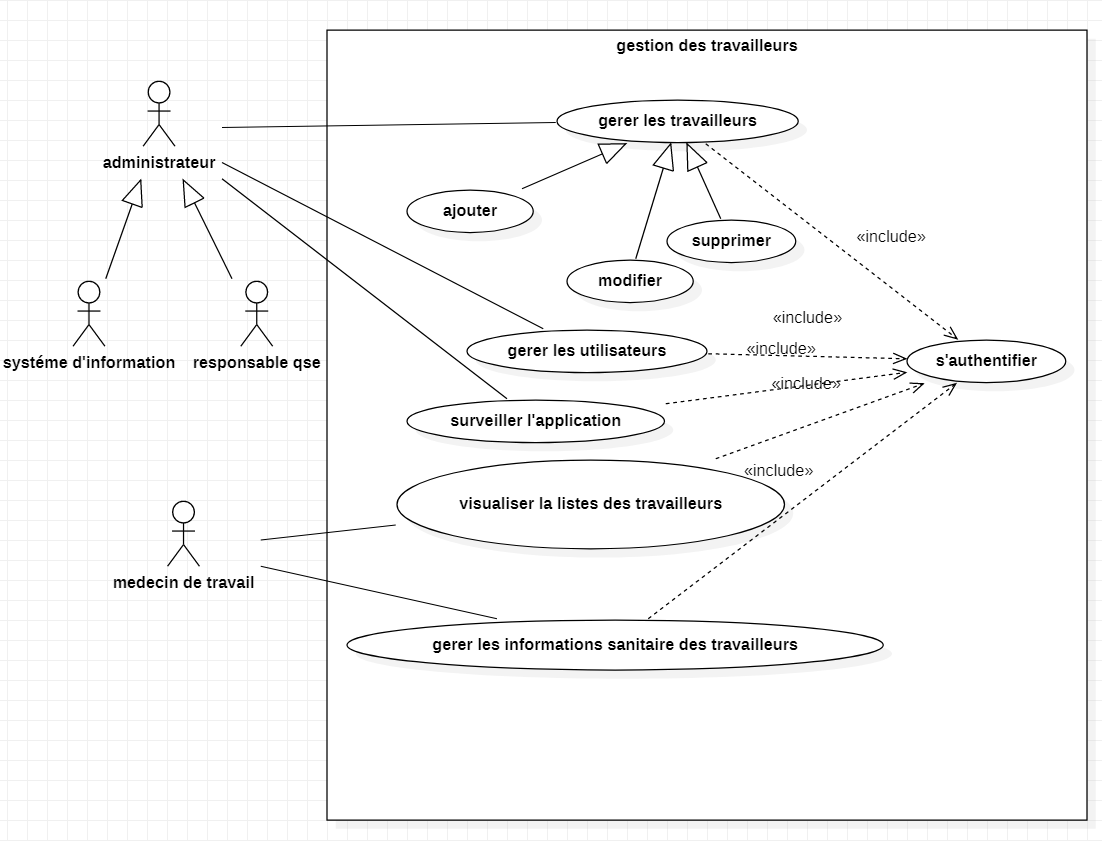 gestion des travailleurs
gerer les travailleurs
administrateur
ajouter
supprimer
«include»
modifier
«include»
systéme d'information
responsable qse
gerer les utilisateurs
«include»
s'authentifier
«include»
surveiller l'application
«include»
visualiser la listes des travailleurs
medecin de travail
gerer les informations sanitaire des travailleurs